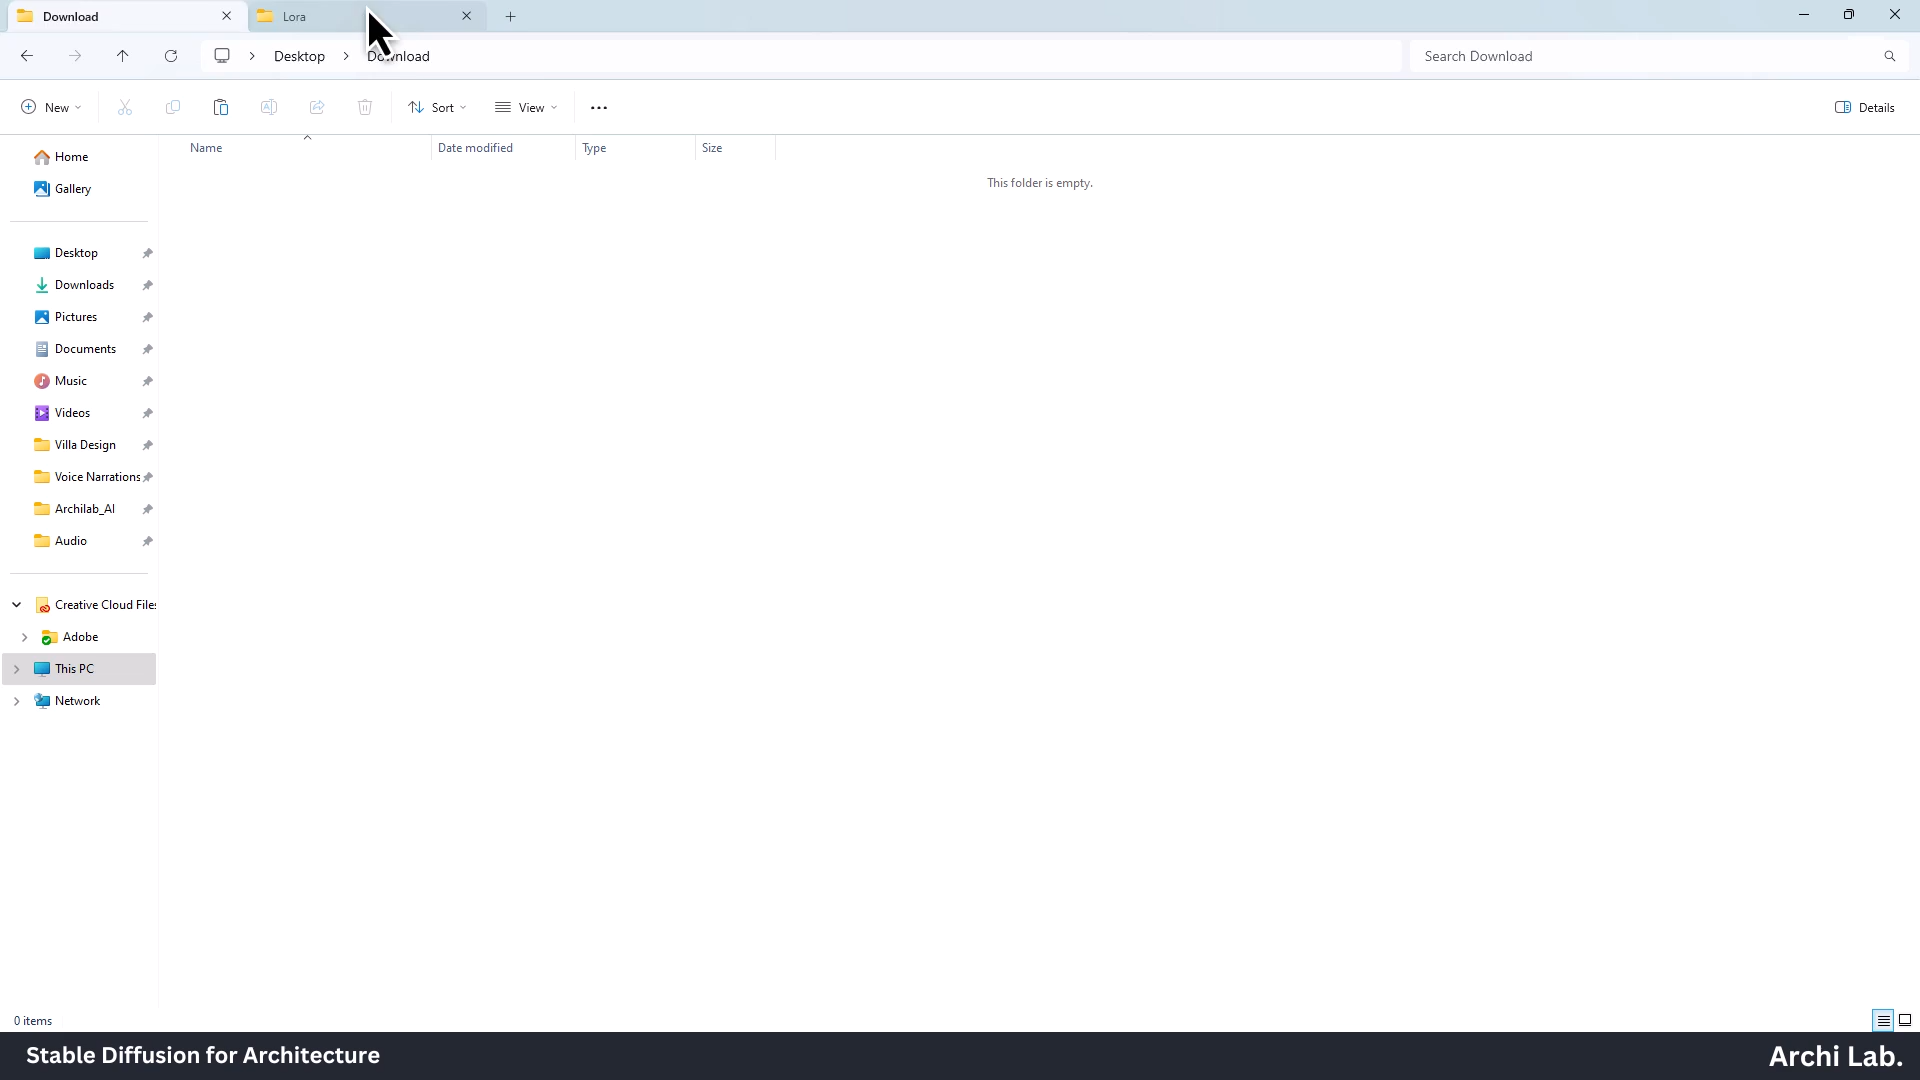 Download
Lora
Desktop
Download
Search Download
New
Sort
View
Details
Name
Date modified
Type
Size
This folder is empty.
Home
Gallery
Desktop
Downloads
Pictures
Documents
Music
Videos
Villa Design
Voice Narrations
Archilab_AI
Audio
Creative Cloud Files
Adobe
This PC
Network
0 items
Stable Diffusion for Architecture
Archi Lab.